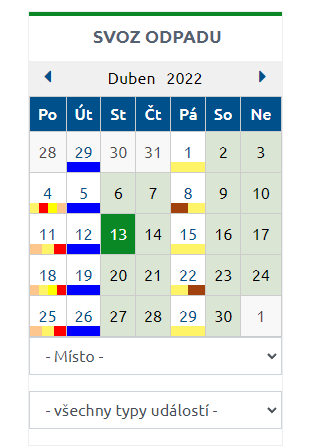 SVOZ ODPADU
Duben 2022
Po Út St Čt Pá So Ne
28 29 30 31 1 2 3
4 5 6 7 8 9 10
11 12 13 14 15 16 17
18 19 20 21 22 23 24
25 26 27 28 29 30 1
- Místo -
- všechny typy událostí -